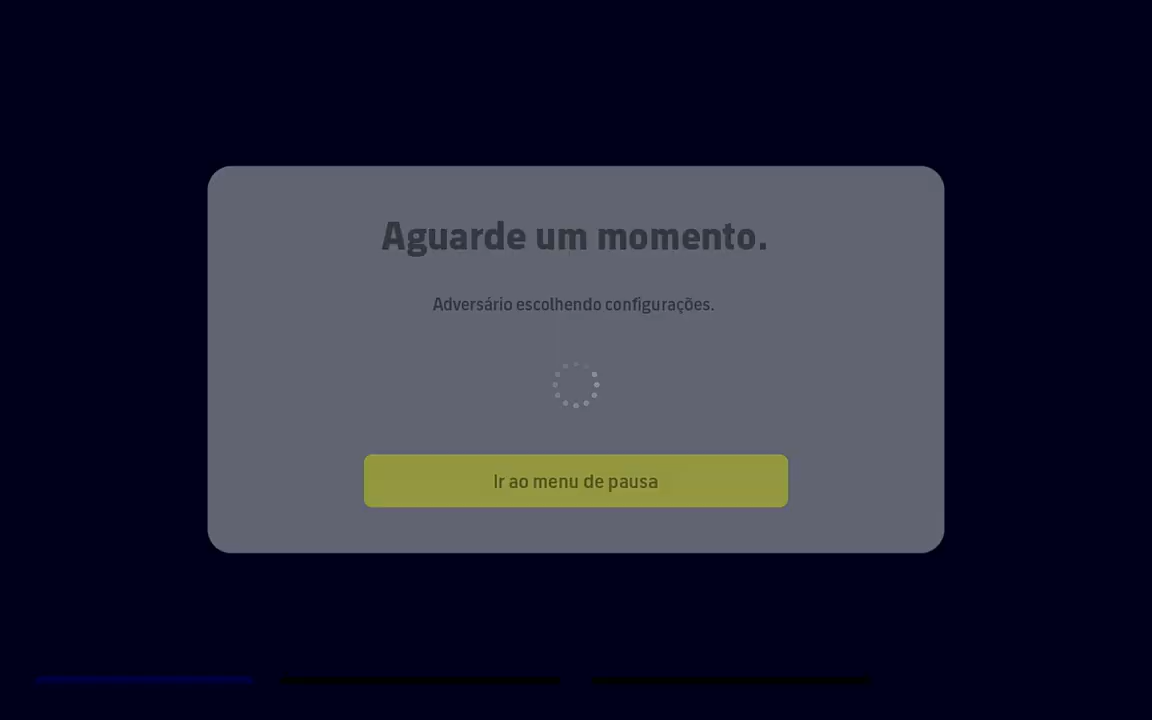 Aguarde um momento.
Adversário escolhendo configurações.
Ir ao menu de pausa